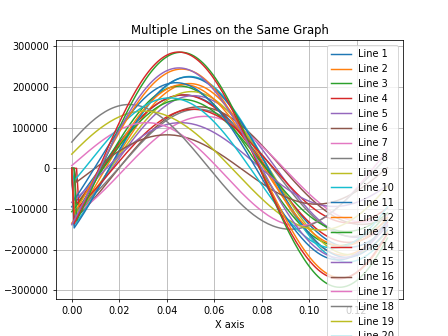 Multiple Lines on the Same Graph
300000
200000
100000
0
−100000
−200000
−300000
0.00
0.02
0.04
0.06
0.08
0.10
X axis
Line 1
Line 2
Line 3
Line 4
Line 5
Line 6
Line 7
Line 8
Line 9
Line 10
Line 11
Line 12
Line 13
Line 14
Line 15
Line 16
Line 17
Line 18
Line 19
Line 20